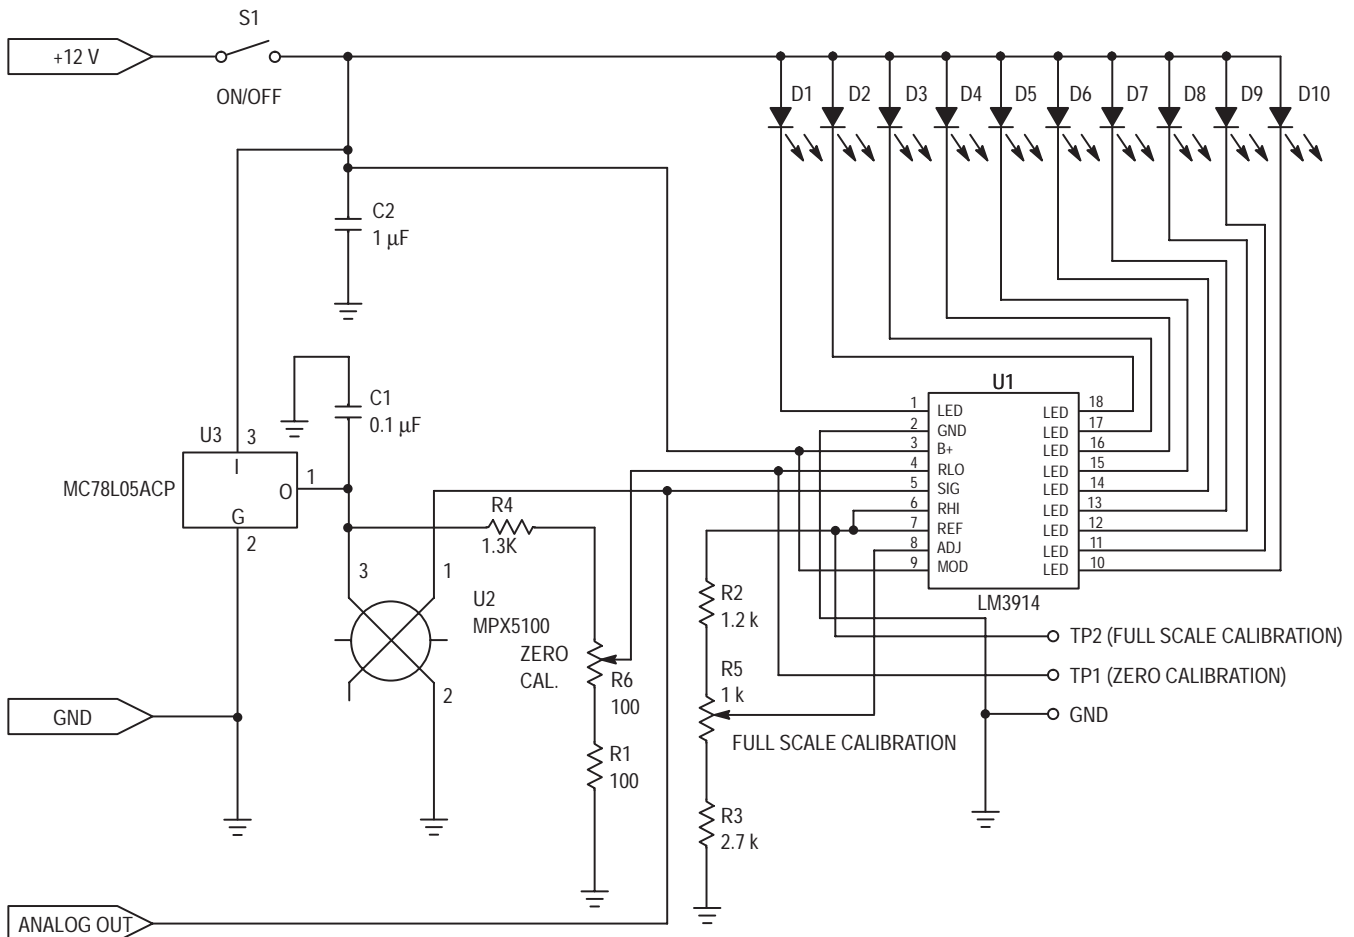 S1
+12 V
ON/OFF
D1 D2 D3 D4 D5 D6 D7 D8 D9 D10
C2
1 µF
C1
0.1 µF
U3
3
I
MC78L05ACP
O
1
G
2
R4
1.3K
3
1
U2
MPX5100
2
ZERO
CAL.
R6
100
R1
100
GND
ANALOG OUT
U1
1 LED LED 18
2 GND LED 17
3 B+ LED 16
4 RLO LED 15
5 SIG LED 14
6 RHI LED 13
7 REF LED 12
8 ADJ LED 11
9 MOD LED 10
LM3914
R2
1.2 k
R5
1 k
FULL SCALE CALIBRATION
R3
2.7 k
TP2 (FULL SCALE CALIBRATION)
TP1 (ZERO CALIBRATION)
GND